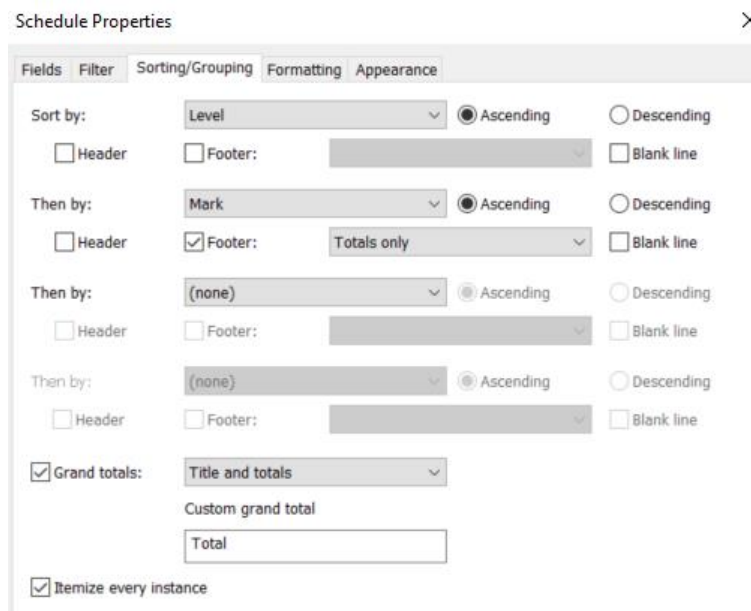 Schedule Properties
Fields Filter Sorting/Grouping Formatting Appearance
Sort by: Level Ascending Descending
Header Footer: Blank line
Then by: Mark Ascending Descending
Header Footer: Totals only Blank line
Then by: (none) Ascending Descending
Header Footer: Blank line
Then by: (none) Ascending Descending
Header Footer: Blank line
Grand totals: Title and totals
Custom grand total
Total
Itemize every instance